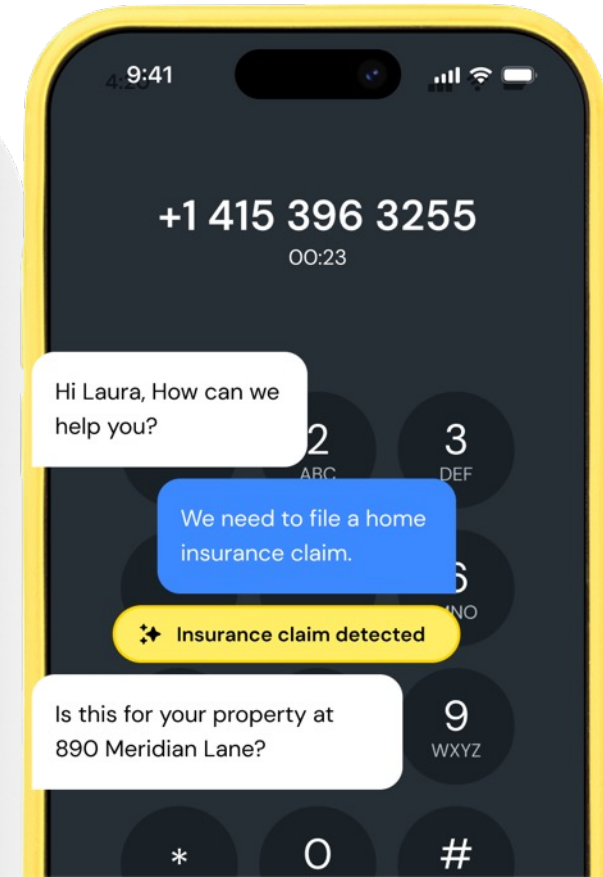 9:41
+1 415 396 3255
00:23
Hi Laura, How can we
help you?
2
ABC
3
DEF
We need to file a home
insurance claim.
6
MNO
Insurance claim detected
Is this for your property at
890 Meridian Lane?
9
WXYZ
*
0
#